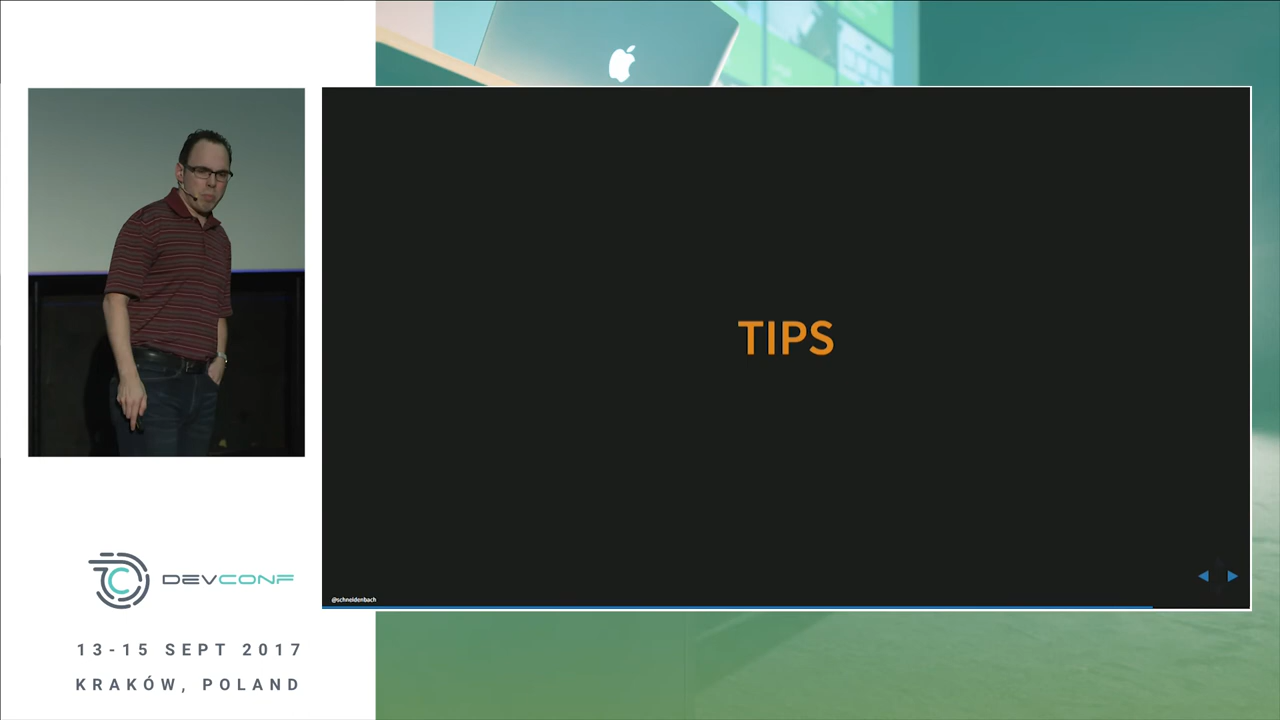 TIPS
@schneidenbach
DEVCONF
13-15 SEPT 2017
KRAKÓW, POLAND